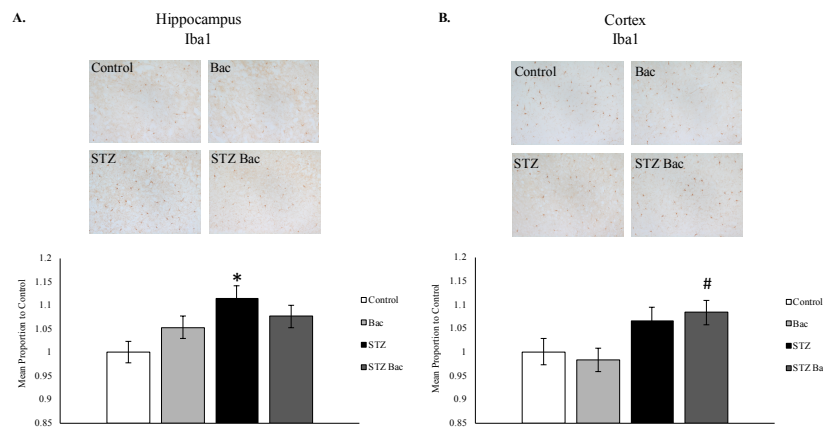 A.
Hippocampus
Iba1
Control
Bac
STZ
STZ Bac
Mean Proportion to Control
1.2
1.15
1.1
1.05
1
0.95
0.9
0.85
*
Control
Bac
STZ
STZ Bac
B.
Cortex
Iba1
Control
Bac
STZ
STZ Bac
Mean Proportion to Control
1.2
1.15
1.1
1.05
1
0.95
0.9
0.85
#
Control
Bac
STZ
STZ Ba